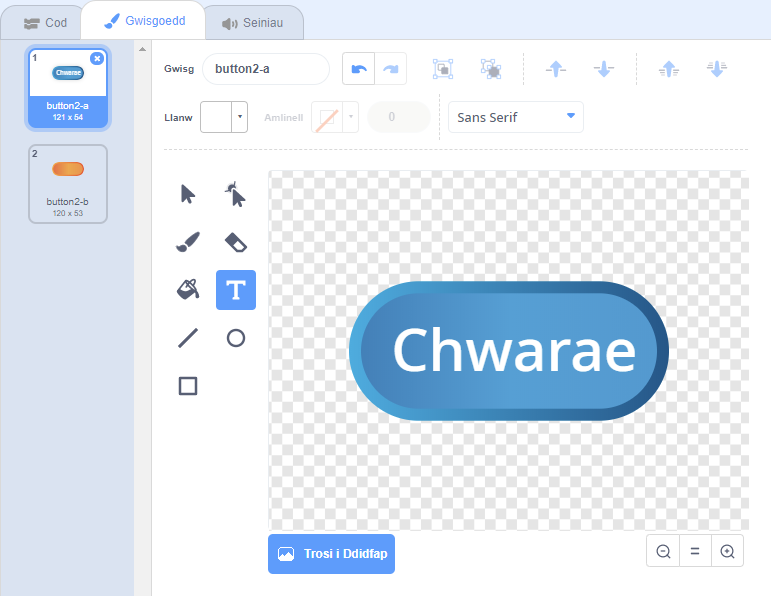 Cod
Gwisgoedd
Seiniau
1
Chwarae
button2-a
121 x 64
2
button2-b
120 x 53
Gwisg
button2-a
Llanw
Amlinell
0
Sans Serif
T
Chwarae
Trosi i Ddidfap